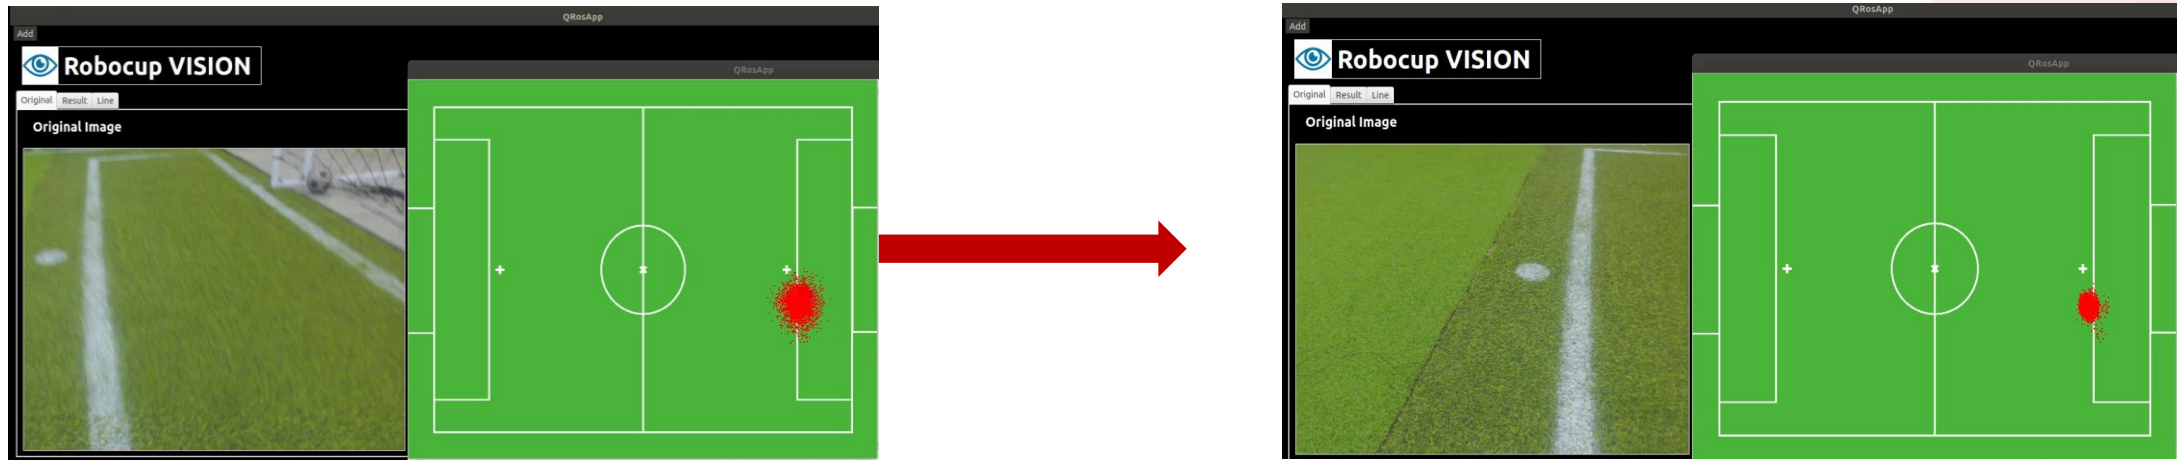 QRosApp
Add
Robocup VISION
QRosApp
Original Result Line
Original Image
QRosApp
Add
Robocup VISION
QRosApp
Original Result Line
Original Image